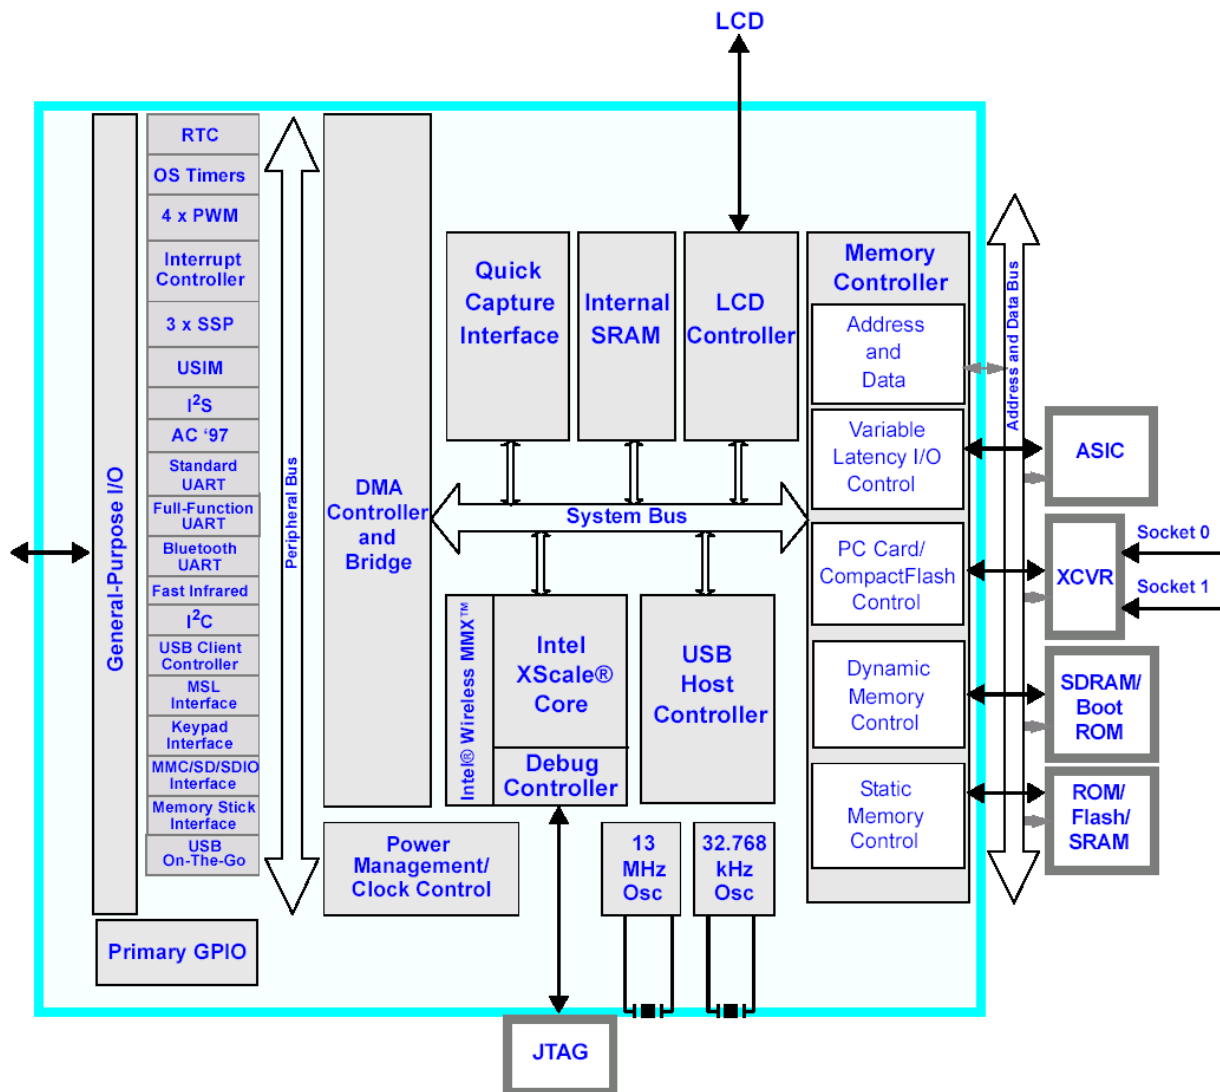 LCD
General-Purpose I/O
RTC
OS Timers
4 x PWM
Interrupt
Controller
3 x SSP
USIM
I²S
AC ‘97
Standard
UART
Full-Function
UART
Bluetooth
UART
Fast Infrared
I²C
USB Client
Controller
MSL
Interface
Keypad
Interface
MMC/SD/SDIO
Interface
Memory Stick
Interface
USB
On-The-Go
Primary GPIO
Peripheral Bus
DMA
Controller
and
Bridge
Power
Management/
Clock Control
Quick
Capture
Interface
Internal
SRAM
LCD
Controller
System Bus
Intel® Wireless MMX™
Intel
XScale®
Core
Debug
Controller
USB
Host
Controller
13
MHz
Osc
32.768
kHz
Osc
JTAG
Memory
Controller
Address
and
Data
Variable
Latency I/O
Control
PC Card/
CompactFlash
Control
Dynamic
Memory
Control
Static
Memory
Control
Address and Data Bus
ASIC
XCVR
Socket 0
Socket 1
SDRAM/
Boot
ROM
ROM/
Flash/
SRAM